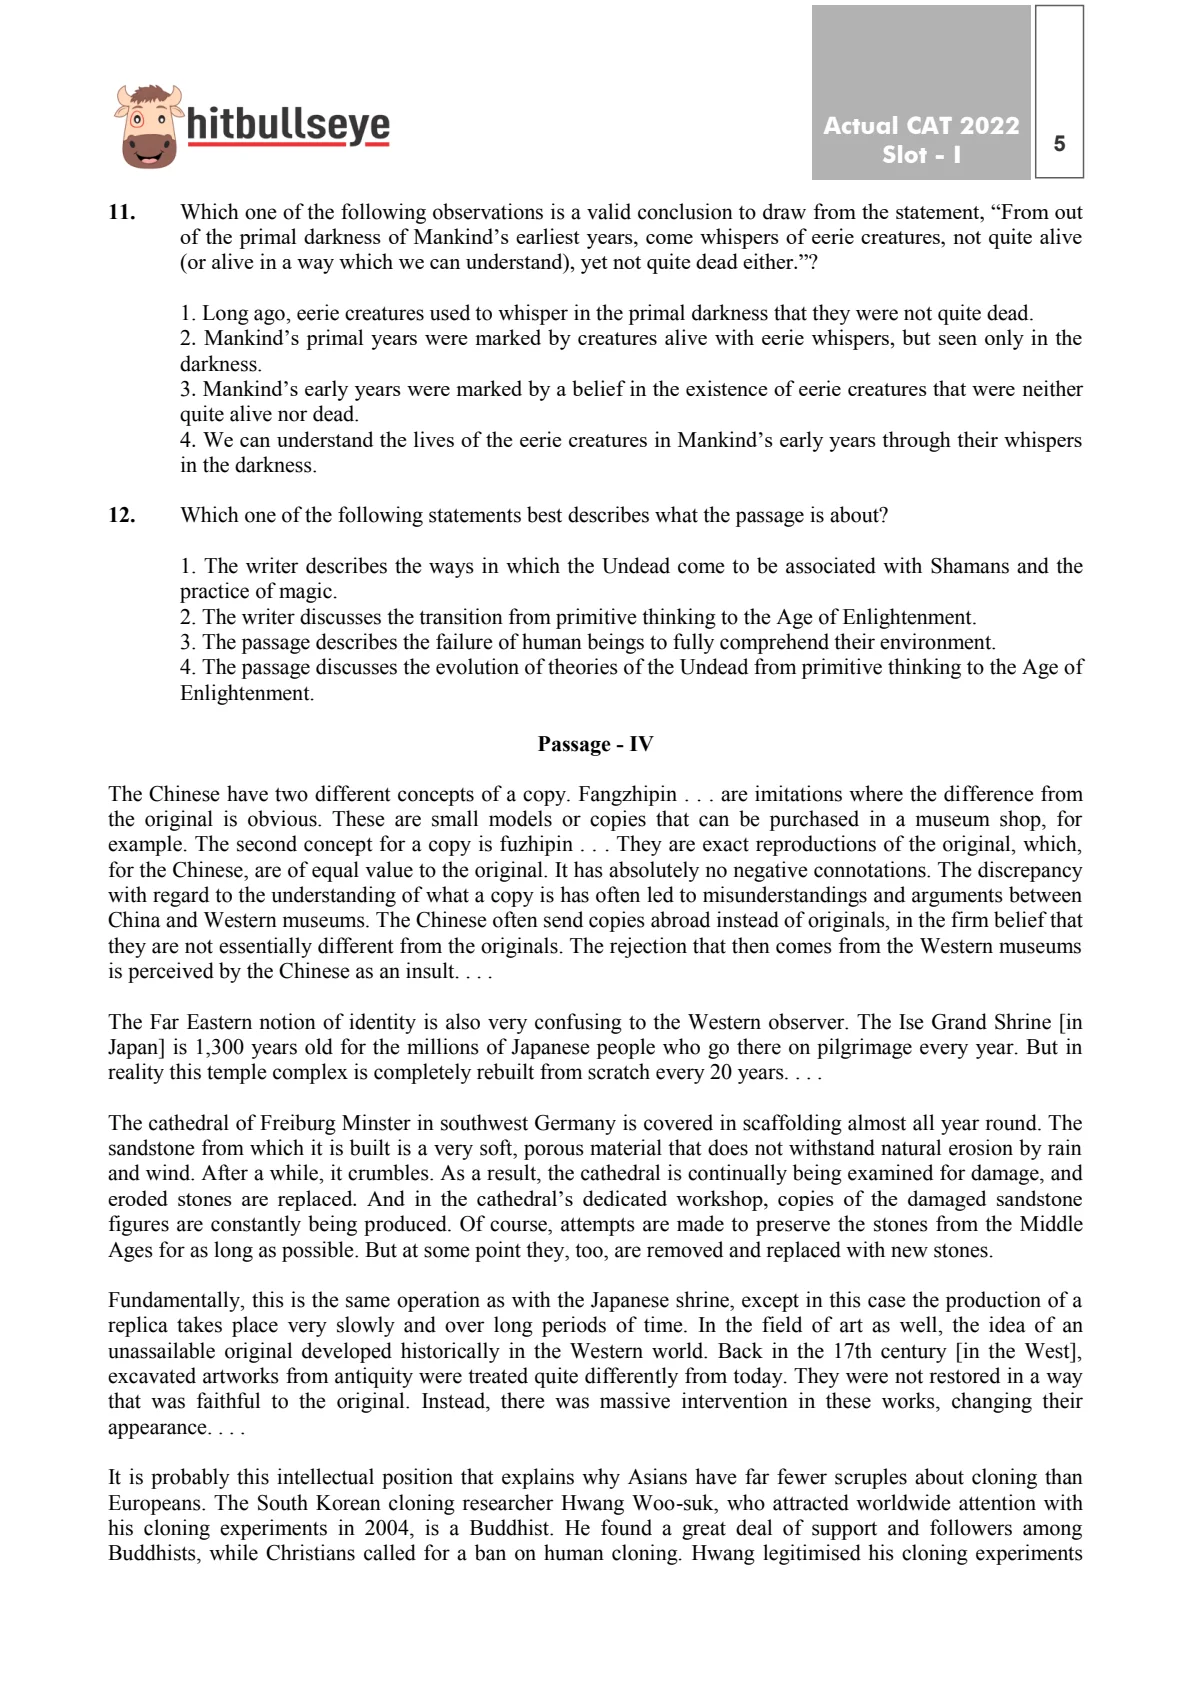 hitbullseye
Actual CAT 2022
Slot - I
5
11. Which one of the following observations is a valid conclusion to draw from the statement, “From out
of the primal darkness of Mankind’s earliest years, come whispers of eerie creatures, not quite alive
(or alive in a way which we can understand), yet not quite dead either.”?
1. Long ago, eerie creatures used to whisper in the primal darkness that they were not quite dead.
2. Mankind’s primal years were marked by creatures alive with eerie whispers, but seen only in the
darkness.
3. Mankind’s early years were marked by a belief in the existence of eerie creatures that were neither
quite alive nor dead.
4. We can understand the lives of the eerie creatures in Mankind’s early years through their whispers
in the darkness.
12. Which one of the following statements best describes what the passage is about?
1. The writer describes the ways in which the Undead come to be associated with Shamans and the
practice of magic.
2. The writer discusses the transition from primitive thinking to the Age of Enlightenment.
3. The passage describes the failure of human beings to fully comprehend their environment.
4. The passage discusses the evolution of theories of the Undead from primitive thinking to the Age of
Enlightenment.
Passage - IV
The Chinese have two different concepts of a copy. Fangzhipin . . . are imitations where the difference from
the original is obvious. These are small models or copies that can be purchased in a museum shop, for
example. The second concept for a copy is fuzhipin . . . They are exact reproductions of the original, which,
for the Chinese, are of equal value to the original. It has absolutely no negative connotations. The discrepancy
with regard to the understanding of what a copy is has often led to misunderstandings and arguments between
China and Western museums. The Chinese often send copies abroad instead of originals, in the firm belief that
they are not essentially different from the originals. The rejection that then comes from the Western museums
is perceived by the Chinese as an insult. . . .
The Far Eastern notion of identity is also very confusing to the Western observer. The Ise Grand Shrine [in
Japan] is 1,300 years old for the millions of Japanese people who go there on pilgrimage every year. But in
reality this temple complex is completely rebuilt from scratch every 20 years. . . .
The cathedral of Freiburg Minster in southwest Germany is covered in scaffolding almost all year round. The
sandstone from which it is built is a very soft, porous material that does not withstand natural erosion by rain
and wind. After a while, it crumbles. As a result, the cathedral is continually being examined for damage, and
eroded stones are replaced. And in the cathedral’s dedicated workshop, copies of the damaged sandstone
figures are constantly being produced. Of course, attempts are made to preserve the stones from the Middle
Ages for as long as possible. But at some point they, too, are removed and replaced with new stones.
Fundamentally, this is the same operation as with the Japanese shrine, except in this case the production of a
replica takes place very slowly and over long periods of time. In the field of art as well, the idea of an
unassailable original developed historically in the Western world. Back in the 17th century [in the West],
excavated artworks from antiquity were treated quite differently from today. They were not restored in a way
that was faithful to the original. Instead, there was massive intervention in these works, changing their
appearance. . . .
It is probably this intellectual position that explains why Asians have far fewer scruples about cloning than
Europeans. The South Korean cloning researcher Hwang Woo-suk, who attracted worldwide attention with
his cloning experiments in 2004, is a Buddhist. He found a great deal of support and followers among
Buddhists, while Christians called for a ban on human cloning. Hwang legitimised his cloning experiments